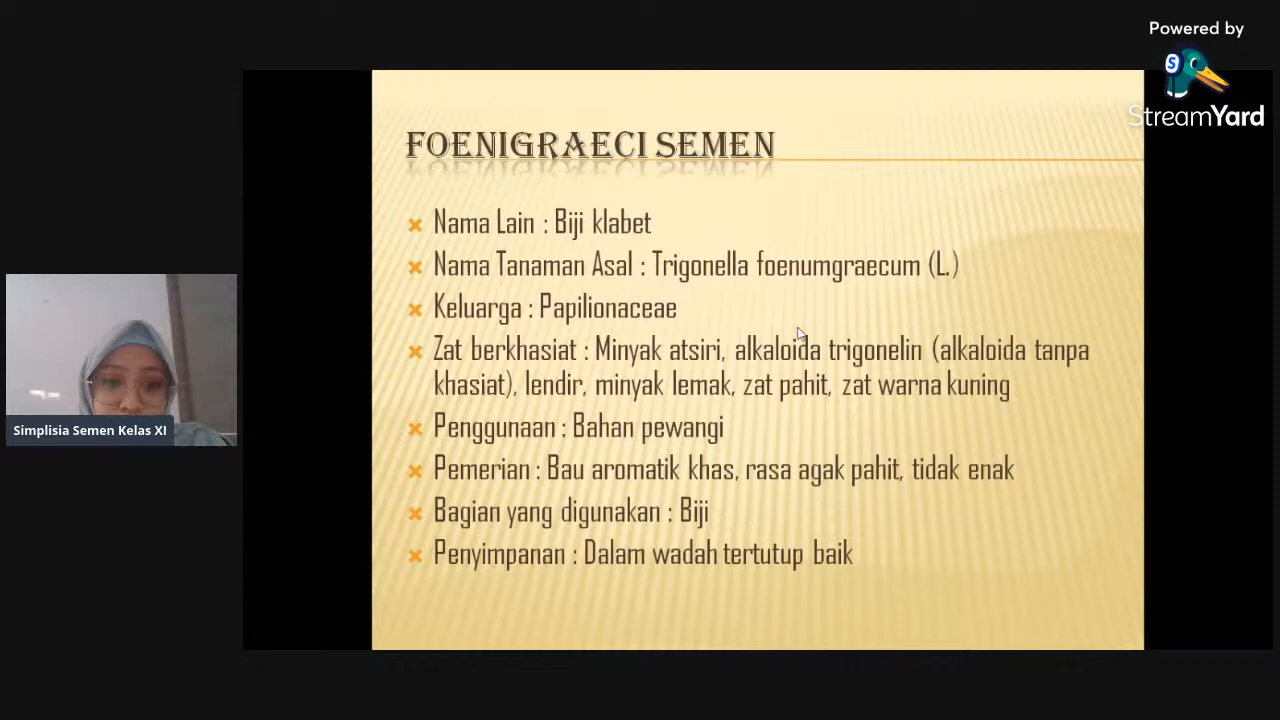 Powered by
StreamYard
FOENIGRAECI SEMEN
Nama Lain : Biji klabet
Nama Tanaman Asal : Trigonella foenumgraecum (L.)
Keluarga : Papilionaceae
Zat berkhasiat : Minyak atsiri, alkaloida trigonelin (alkaloida tanpa
khasiat), lendir, minyak lemak, zat pahit, zat warna kuning
Penggunaan : Bahan pewangi
Pemerian : Bau aromatik khas, rasa agak pahit, tidak enak
Bagian yang digunakan : Biji
Penyimpanan : Dalam wadah tertutup baik
Simplisia Semen Kelas XI